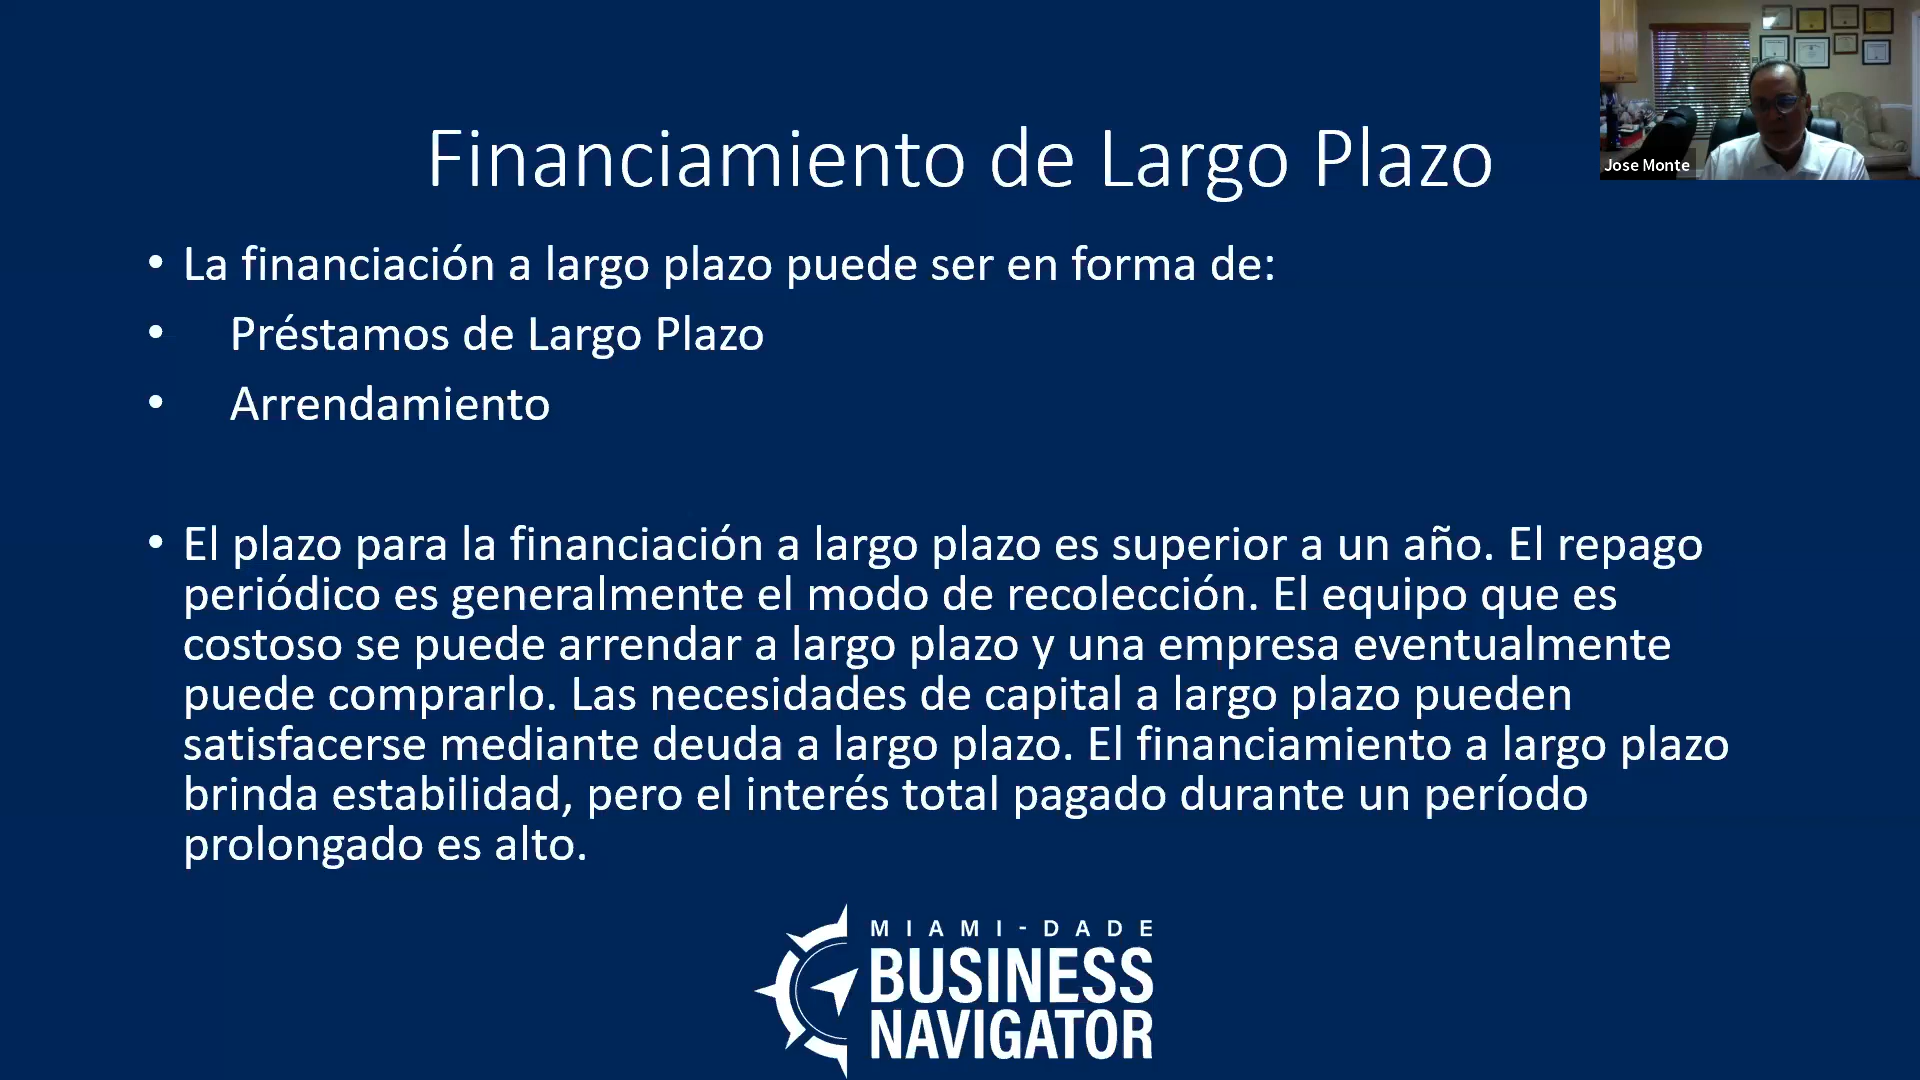 Financiamiento de Largo Plazo
Jose Monte
• La financiación a largo plazo puede ser en forma de:
• Préstamos de Largo Plazo
• Arrendamiento
• El plazo para la financiación a largo plazo es superior a un año. El repago
periódico es generalmente el modo de recolección. El equipo que es
costoso se puede arrendar a largo plazo y una empresa eventualmente
puede comprarlo. Las necesidades de capital a largo plazo pueden
satisfacerse mediante deuda a largo plazo. El financiamiento a largo plazo
brinda estabilidad, pero el interés total pagado durante un período
prolongado es alto.
MIAMI-DADE
BUSINESS
NAVIGATOR